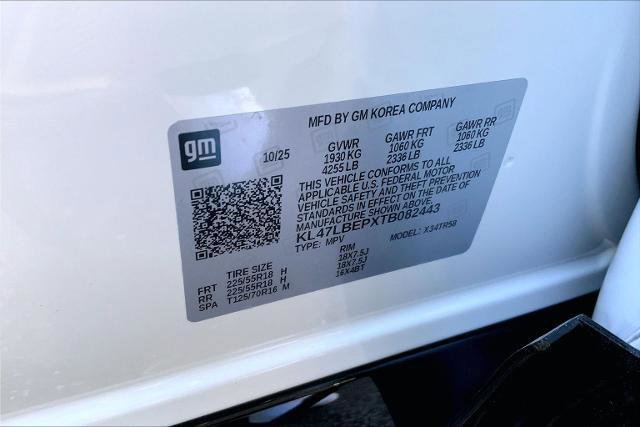 MFD BY GM KOREA COMPANY
gm
10/25
GVWR GAWR FRT GAWR RR
1930 KG 1060 KG 1060 KG
4255 LB 2336 LB 2336 LB
THIS VEHICLE CONFORMS TO ALL
APPLICABLE U.S. FEDERAL MOTOR
VEHICLE SAFETY AND THEFT PREVENTION
STANDARDS IN EFFECT ON THE DATE OF
MANUFACTURE SHOWN ABOVE.
KL47LBEPXTB082443
TYPE: MPV MODEL: X34TR58
TIRE SIZE RIM
FRT 225/55R18 H 18X7.5J
RR 225/55R18 H 18X7.5J
SPA T125/70R16 M 16X4BT